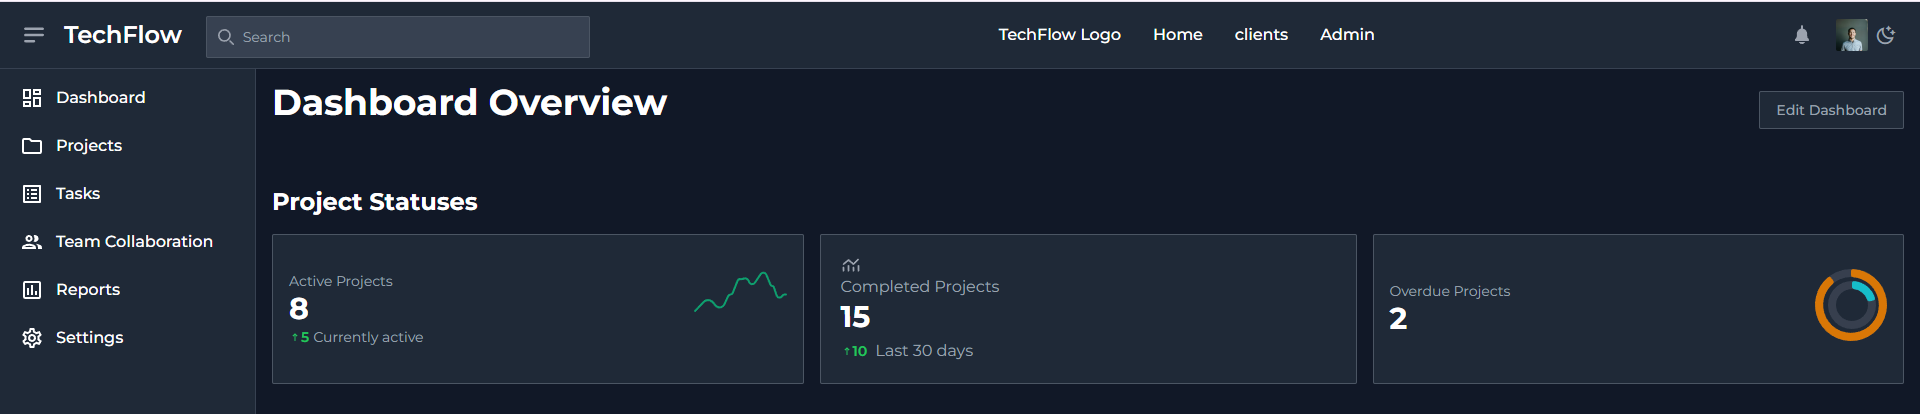 TechFlow
Search
TechFlow Logo Home clients Admin
Dashboard
Projects
Tasks
Team Collaboration
Reports
Settings
Dashboard Overview
Edit Dashboard
Project Statuses
Active Projects
8
↑5 Currently active
Completed Projects
15
↑10 Last 30 days
Overdue Projects
2